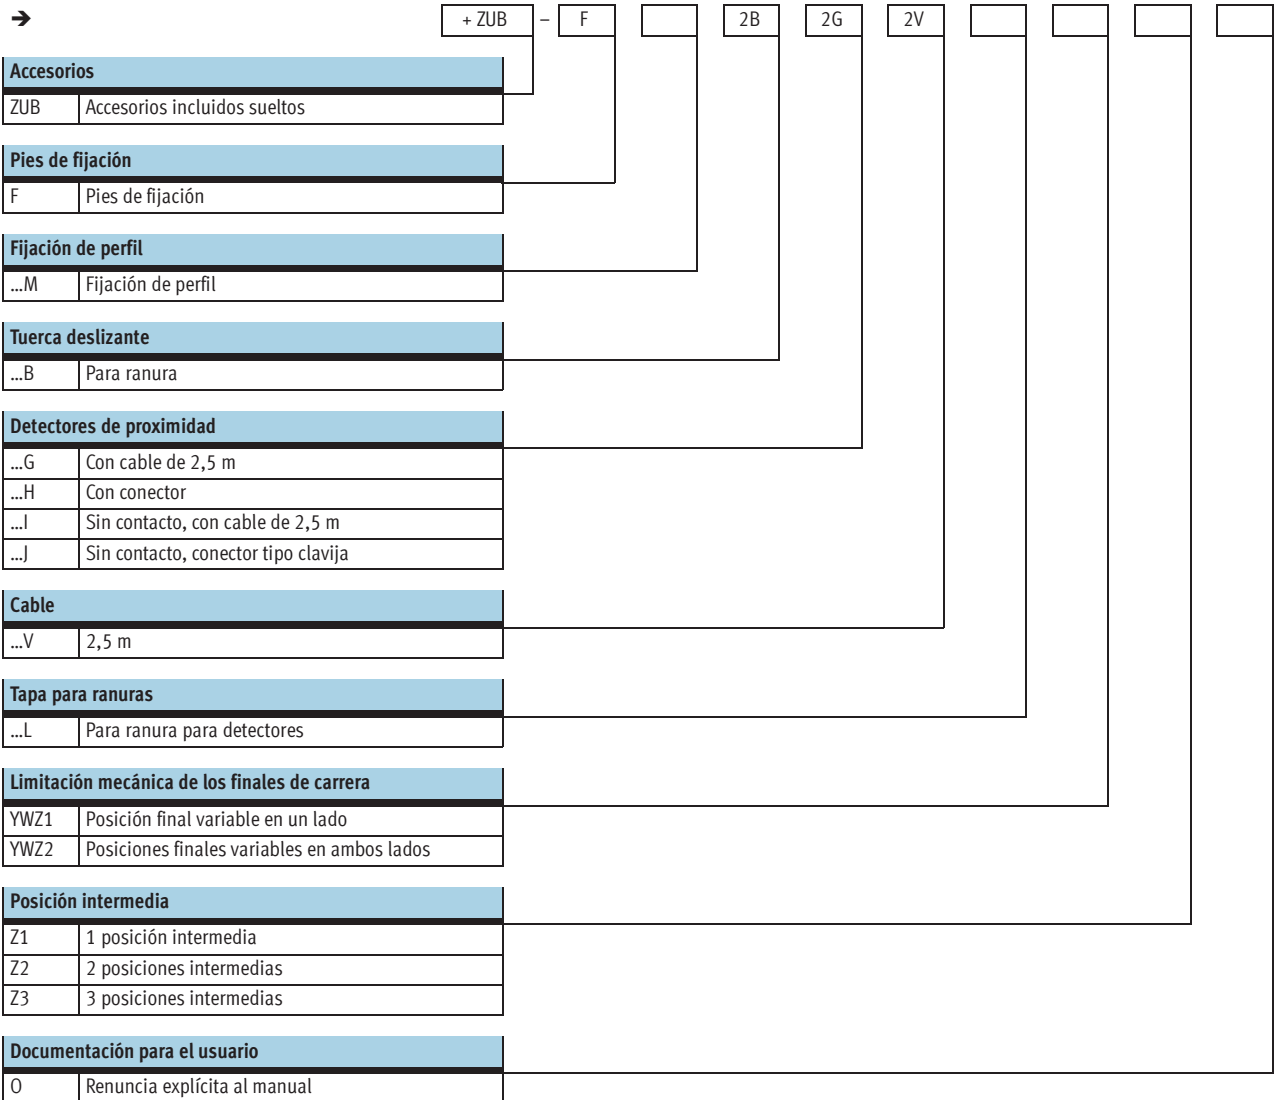 ➔ + ZUB – F 2B 2G 2V
Accesorios
ZUB Accesorios incluidos sueltos
Pies de fijación
F Pies de fijación
Fijación de perfil
...M Fijación de perfil
Tuerca deslizante
...B Para ranura
Detectores de proximidad
...G Con cable de 2,5 m
...H Con conector
...I Sin contacto, con cable de 2,5 m
...J Sin contacto, conector tipo clavija
Cable
...V 2,5 m
Tapa para ranuras
...L Para ranura para detectores
Limitación mecánica de los finales de carrera
YWZ1 Posición final variable en un lado
YWZ2 Posiciones finales variables en ambos lados
Posición intermedia
Z1 1 posición intermedia
Z2 2 posiciones intermedias
Z3 3 posiciones intermedias
Documentación para el usuario
O Renuncia explícita al manual